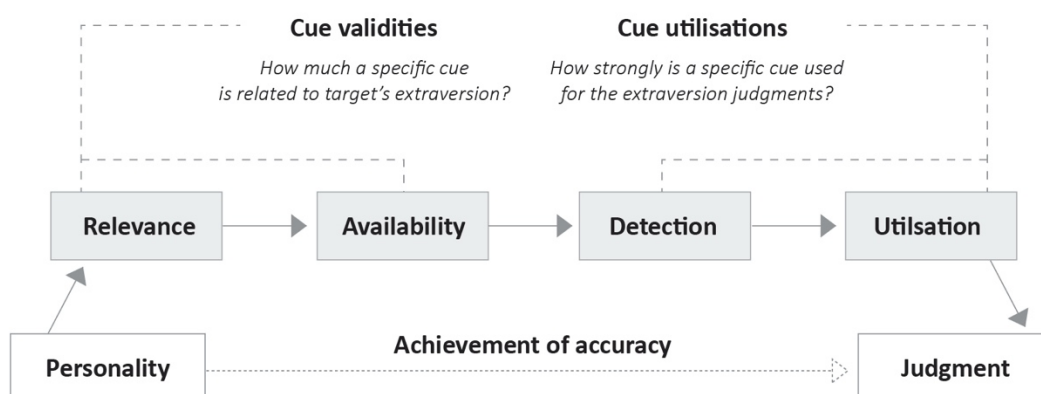 Cue validities
How much a specific cue
is related to target's extraversion?
Cue utilisations
How strongly is a specific cue used
for the extraversion judgments?
Relevance
Availability
Detection
Utilsation
Achievement of accuracy
Personality
Judgment